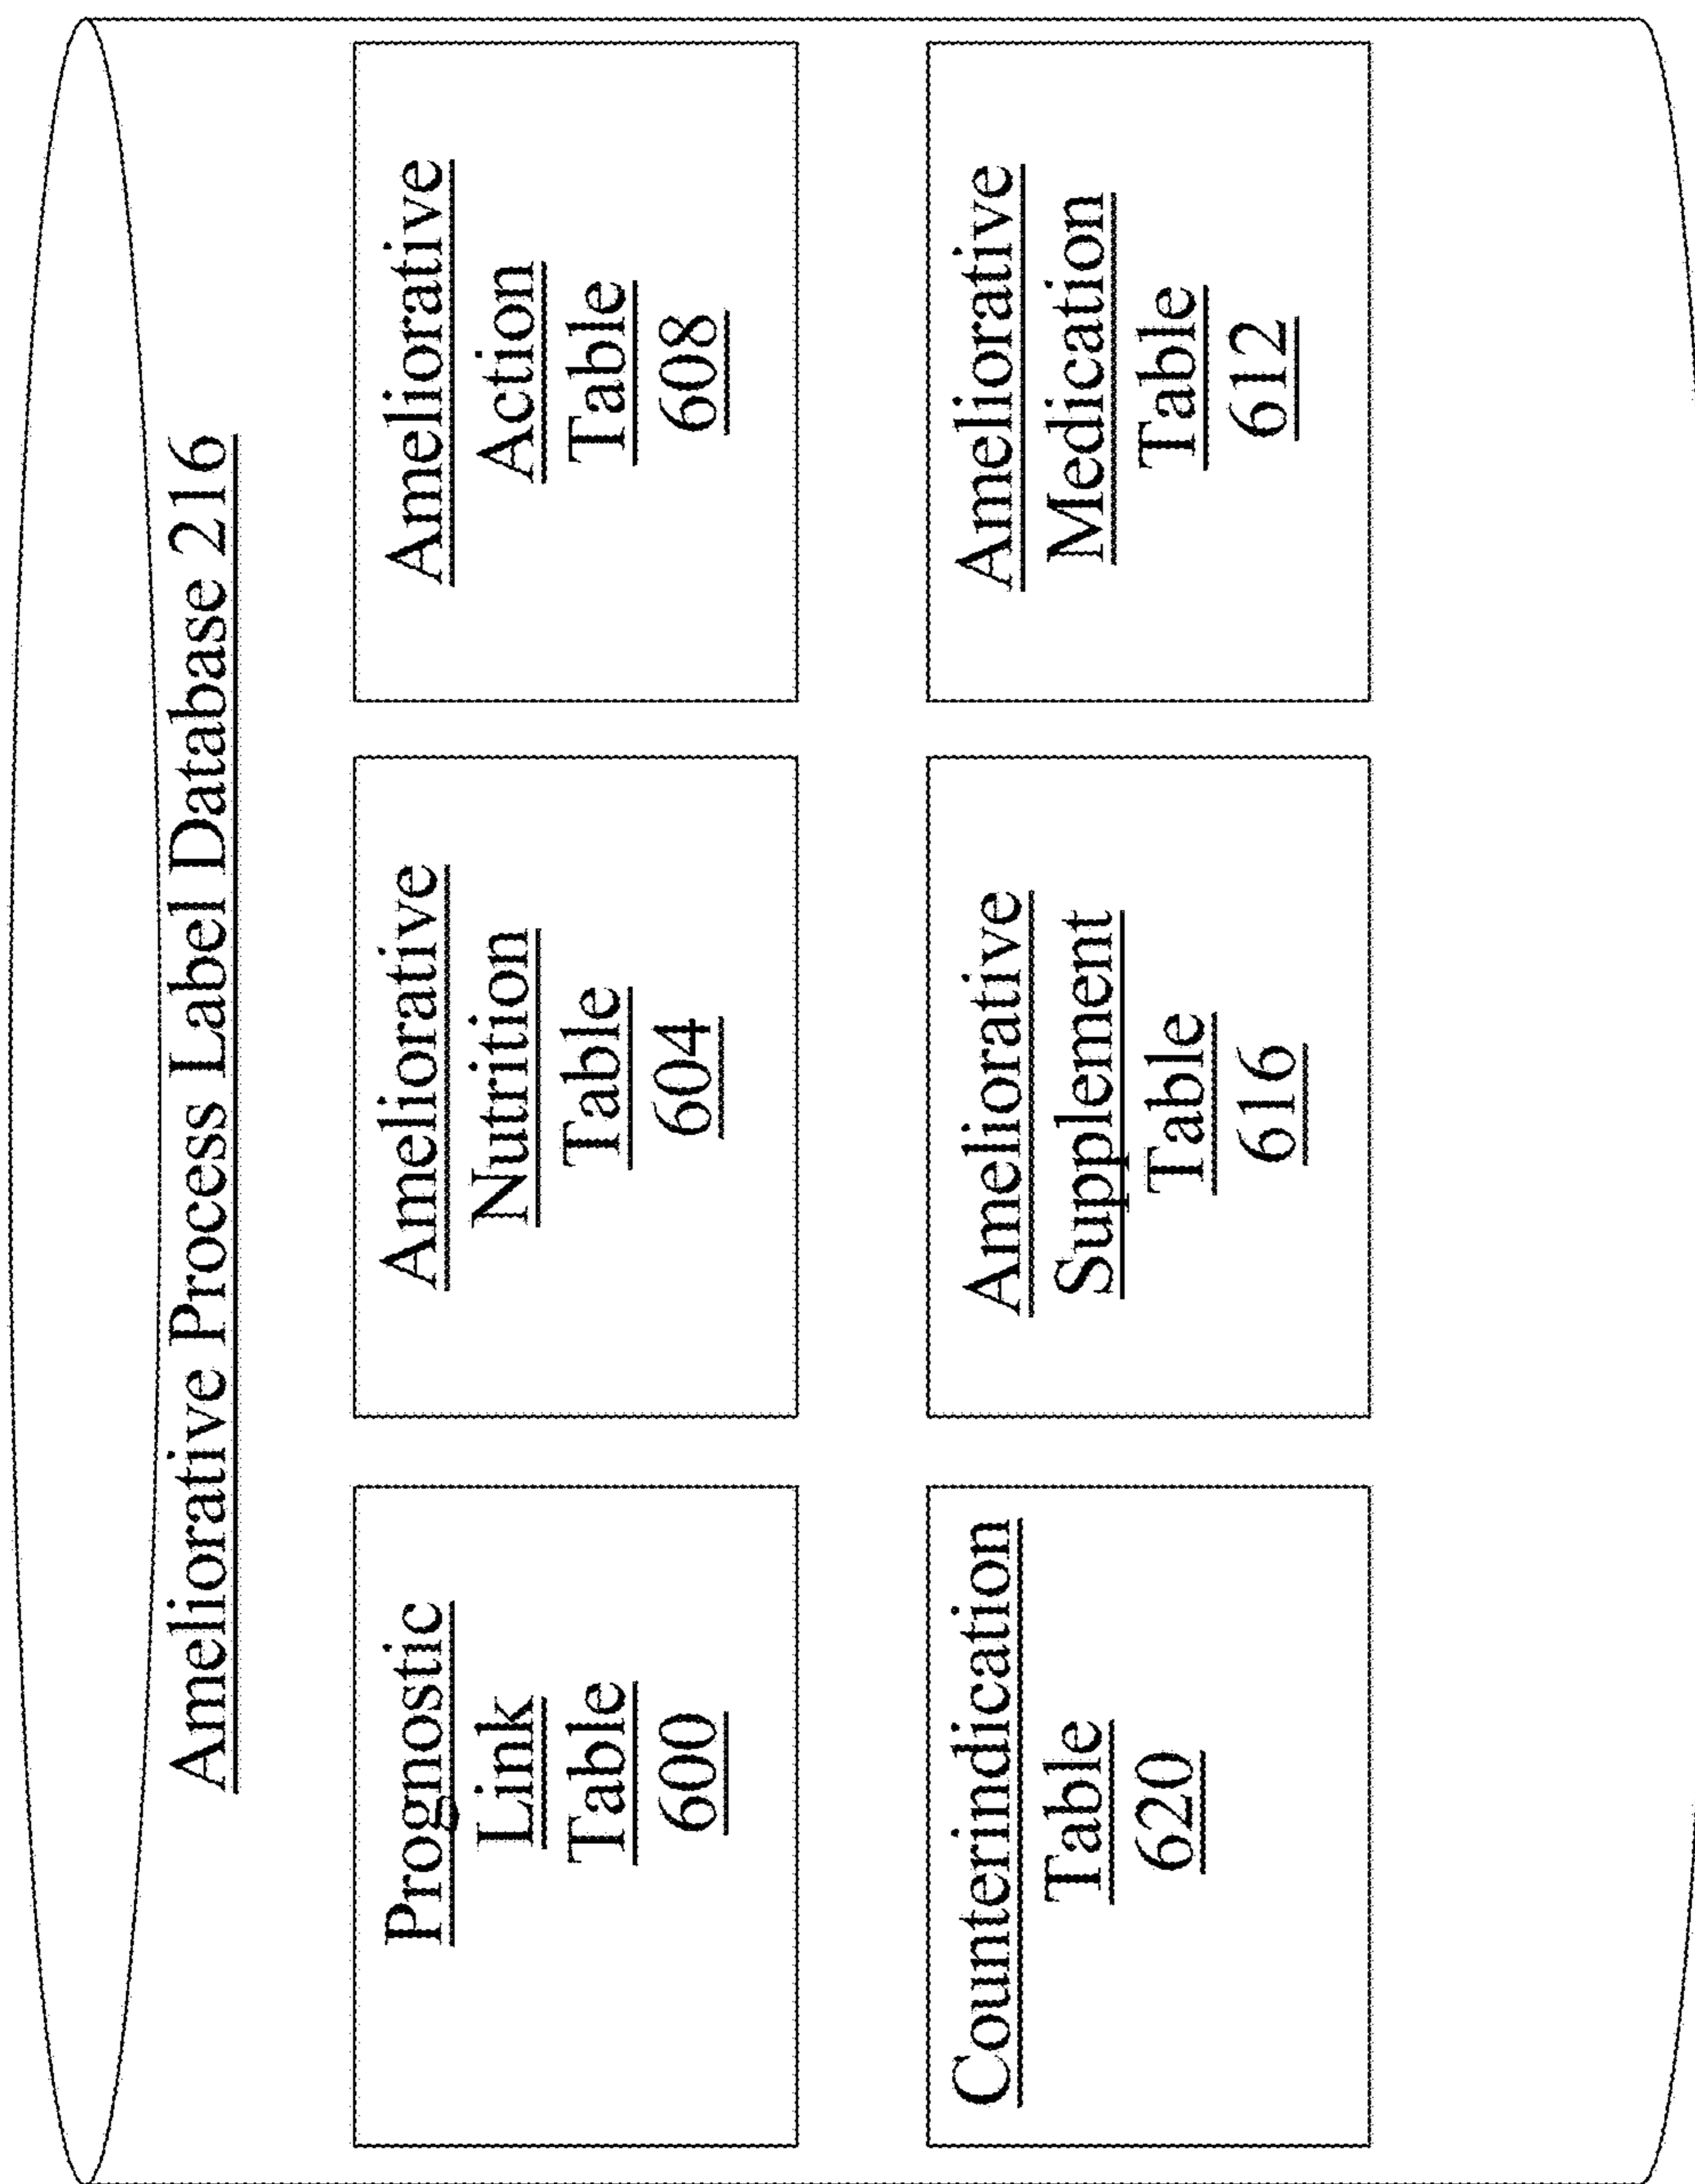 Ameliorative Process Label Database 216
Prognostic
Link
Table
600
Ameliorative
Nutrition
Table
604
Ameliorative
Action
Table
608
Counterindication
Table
620
Ameliorative
Supplement
Table
616
Ameliorative
Medication
Table
612